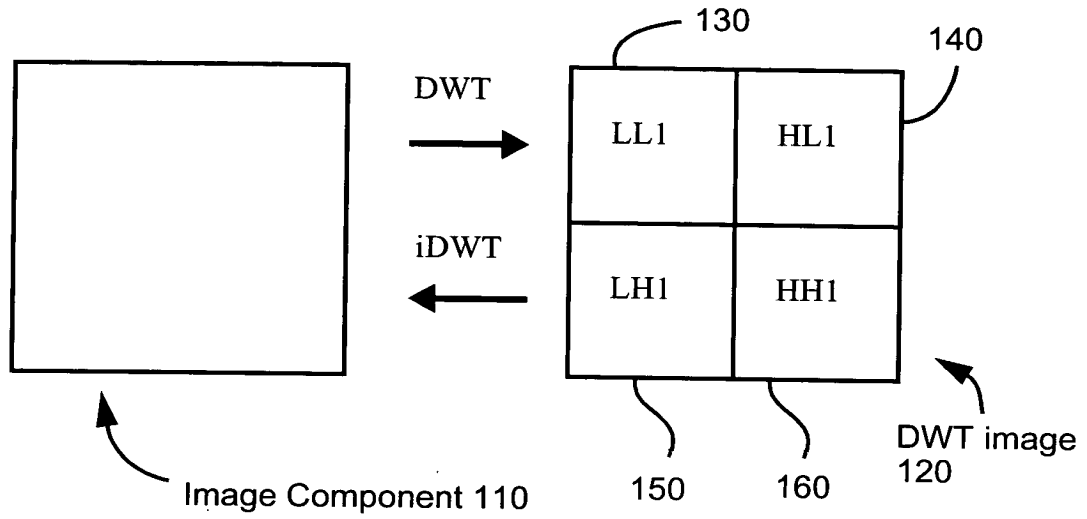 130
140
DWT
LL1
HL1
iDWT
LH1
HH1
DWT image
120
Image Component 110
150
160